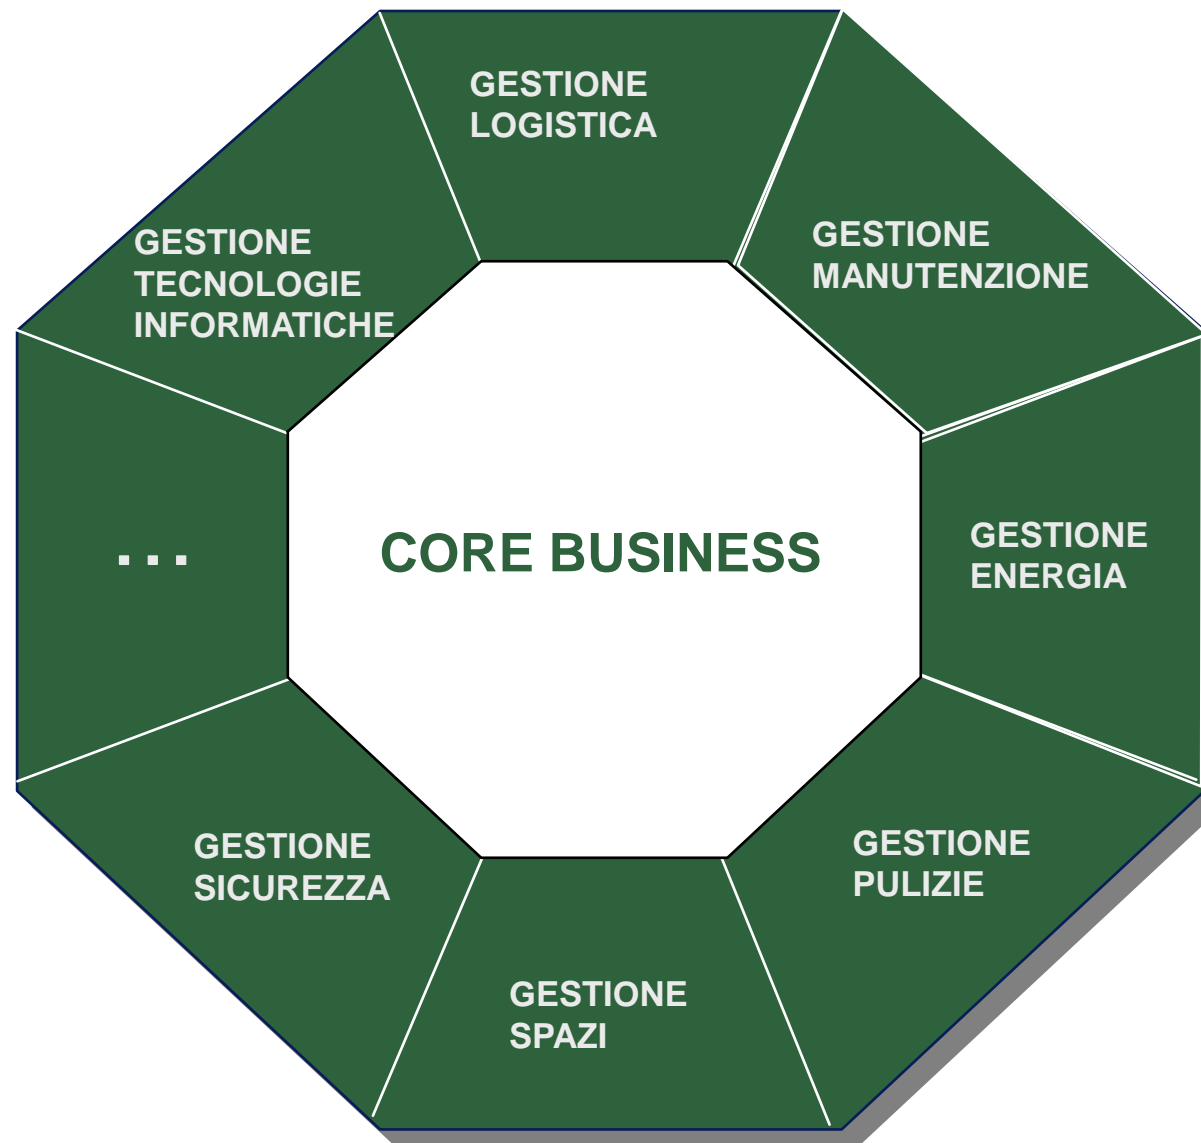 GESTIONE
LOGISTICA
GESTIONE
MANUTENZIONE
GESTIONE
TECNOLOGIE
INFORMATICHE
CORE BUSINESS
GESTIONE
ENERGIA
...
GESTIONE
SICUREZZA
GESTIONE
PULIZIE
GESTIONE
SPAZI